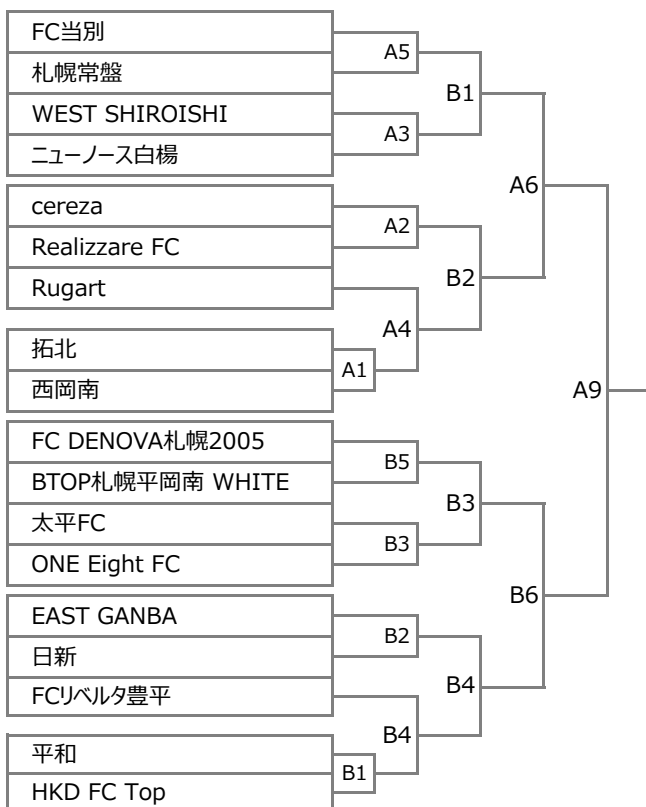 FC当別
札幌常盤
WEST SHIROISHI
ニューノース白楊
A5
A3
B1
cereza
Realizzare FC
Rugart
A2
A4
B2
拓北
西岡南
A1
A6
A9
FC DENOVA札幌2005
BTOP札幌平岡南 WHITE
太平FC
ONE Eight FC
B5
B3
B3
EAST GANBA
日新
FCリベルタ豊平
B2
B4
B4
平和
HKD FC Top
B1
B6